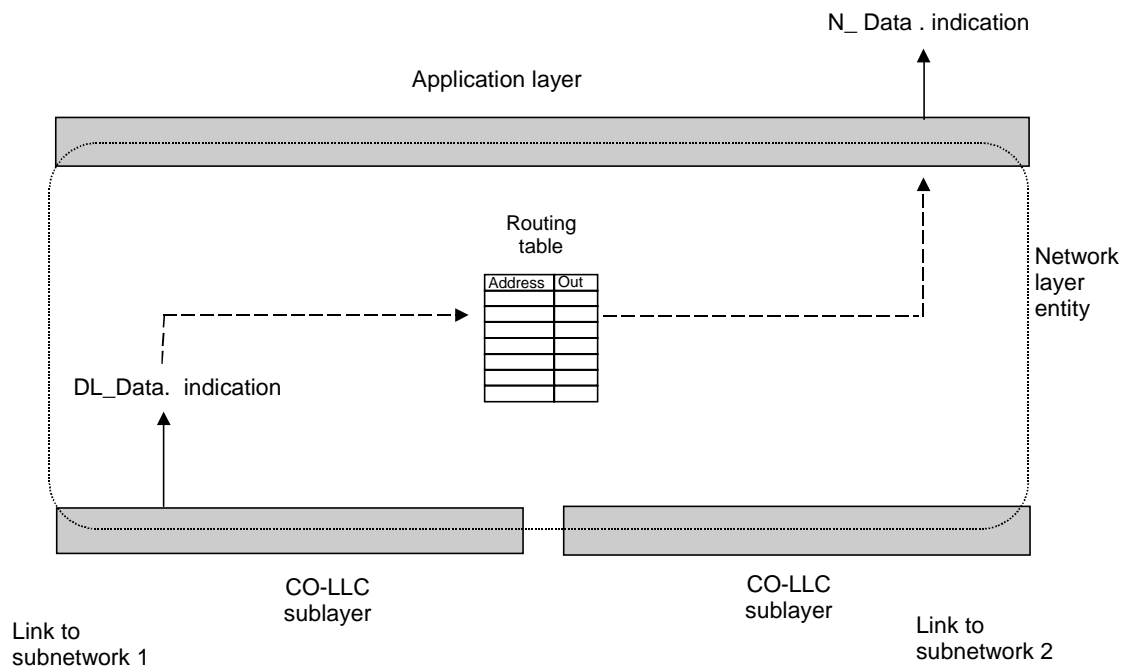 N_ Data . indication
Application layer
Routing
table
Address Out
Network
layer
entity
DL_Data. indication
CO-LLC
sublayer
CO-LLC
sublayer
Link to
subnetwork 1
Link to
subnetwork 2